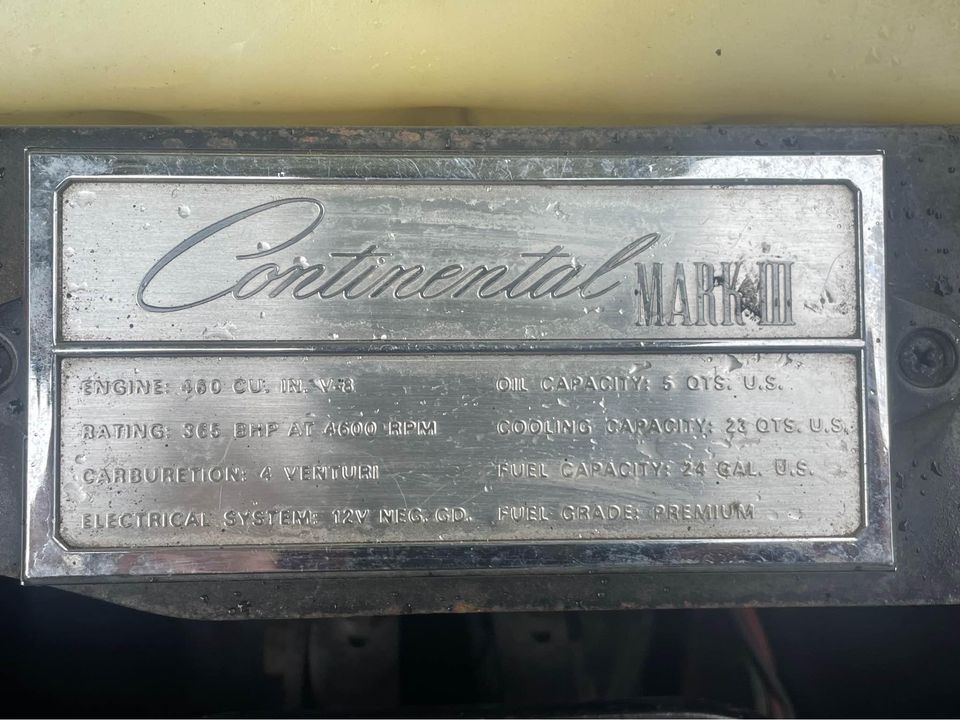 Continental MARK III
ENGINE: 460 CU. IN. V-8
RATING: 365 BHP AT 4600 RPM
CARBURETION: 4 VENTURI
ELECTRICAL SYSTEM: 12V NEG. GD.
OIL CAPACITY: 5 QTS. U.S.
COOLING CAPACITY: 23 QTS. U.S.
FUEL CAPACITY: 24 GAL. U.S.
FUEL GRADE: PREMIUM